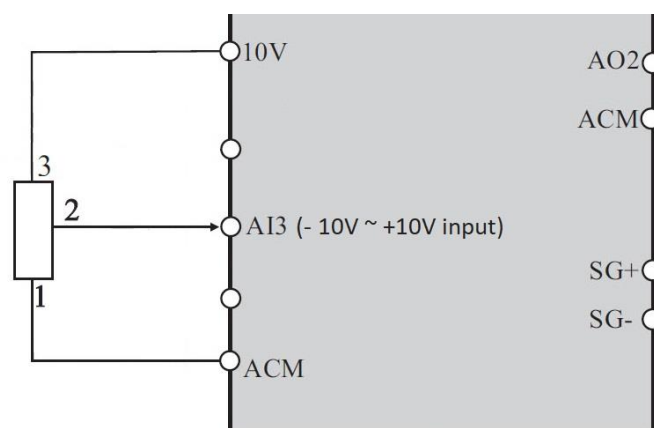 10V
AO2
ACM
3
2
AI3 (- 10V ~ +10V input)
SG+
1
SG-
ACM